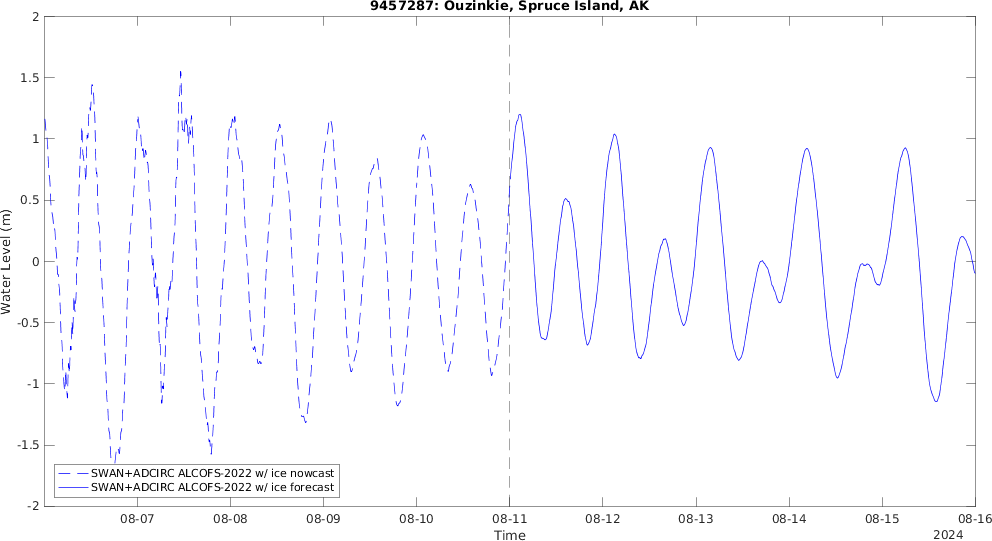 9457287: Ouzinkie, Spruce Island, AK
2
1.5
1
0.5
0
-0.5
-1
-1.5
-2
Water Level (m)
SWAN+ADCIRC ALCOFS-2022 w/ ice nowcast
SWAN+ADCIRC ALCOFS-2022 w/ ice forecast
08-07 08-08 08-09 08-10 08-11 08-12 08-13 08-14 08-15 08-16
Time
2024